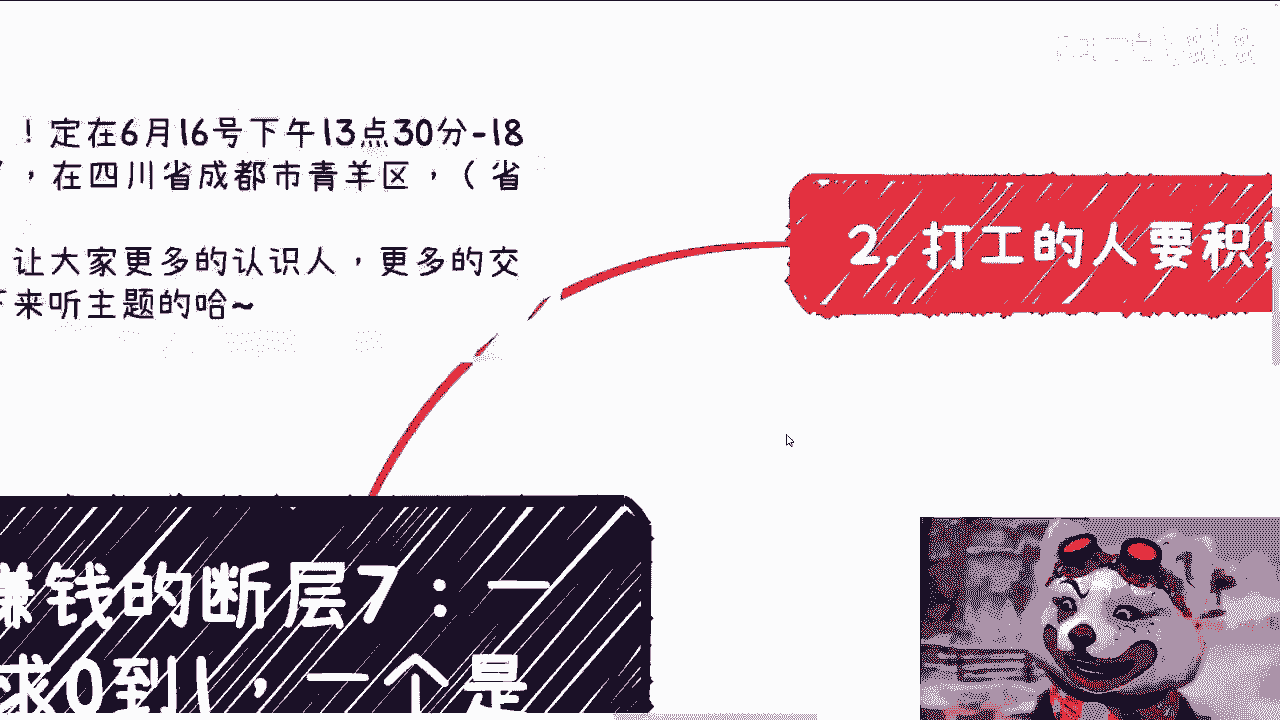 ！定在6月16号下午13点30分-18
，在四川省成都市青羊区，（省
让大家更多的认识人，更多的交
下来听主题的哈~
2. 打工的人要积累
赚钱的断层7：一
求0到1，一个是